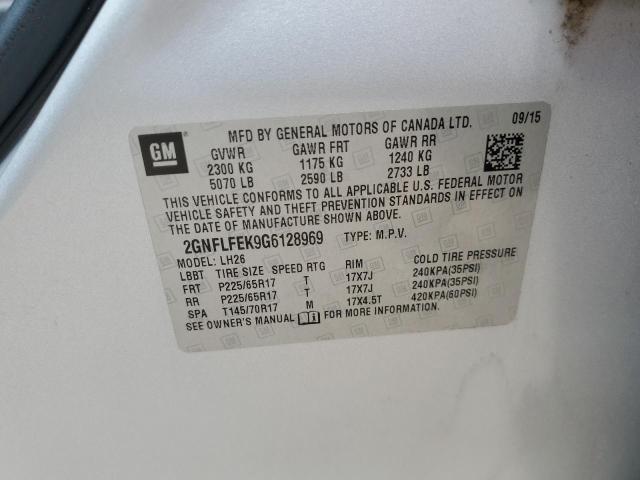 GM
MFD BY GENERAL MOTORS OF CANADA LTD. 09/15
GVWR GAWR FRT GAWR RR
2300 KG 1175 KG 1240 KG
5070 LB 2590 LB 2733 LB
THIS VEHICLE CONFORMS TO ALL APPLICABLE U.S. FEDERAL MOTOR
VEHICLE SAFETY AND THEFT PREVENTION STANDARDS IN EFFECT ON
THE DATE OF MANUFACTURE SHOWN ABOVE.
2GNFLFEK9G6128969 TYPE: M.P.V.
MODEL: LH26
LBBT TIRE SIZE SPEED RTG RIM COLD TIRE PRESSURE
FRT P225/65R17 T 17X7J 240KPA(35PSI)
RR P225/65R17 T 17X7J 240KPA(35PSI)
SPA T145/70R17 M 17X4.5T 420KPA(60PSI)
SEE OWNER'S MANUAL FOR MORE INFORMATION.